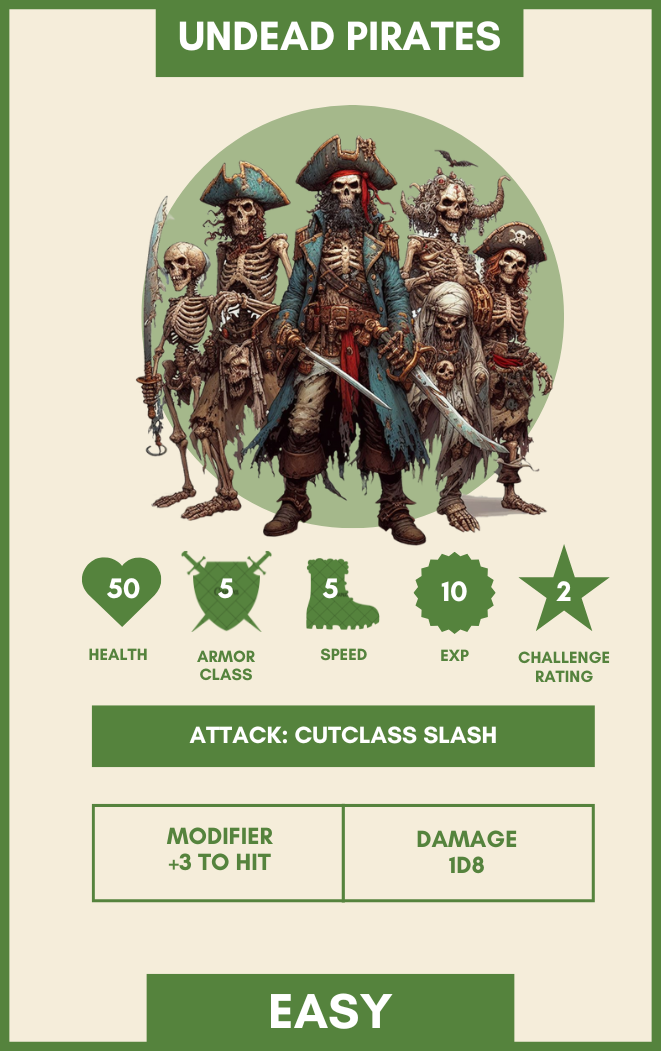 UNDEAD PIRATES
50
5
5
10
2
HEALTH
ARMOR
CLASS
SPEED
EXP
CHALLENGE
RATING
ATTACK: CUTCLASS SLASH
MODIFIER
+3 TO HIT
DAMAGE
1D8
EASY